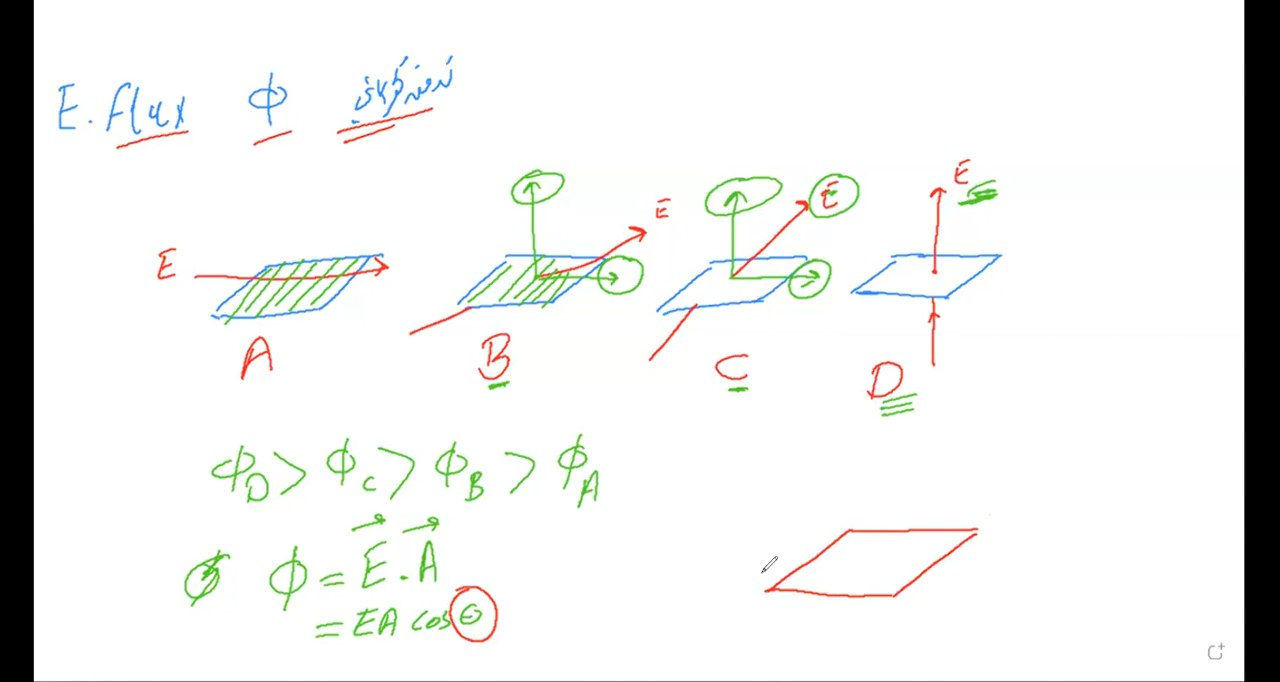 E. flux Φ
E E E E
A B C D
Φ_D > Φ_C > Φ_B > Φ_A
Φ = E⃗ . A⃗
= EA cos θ